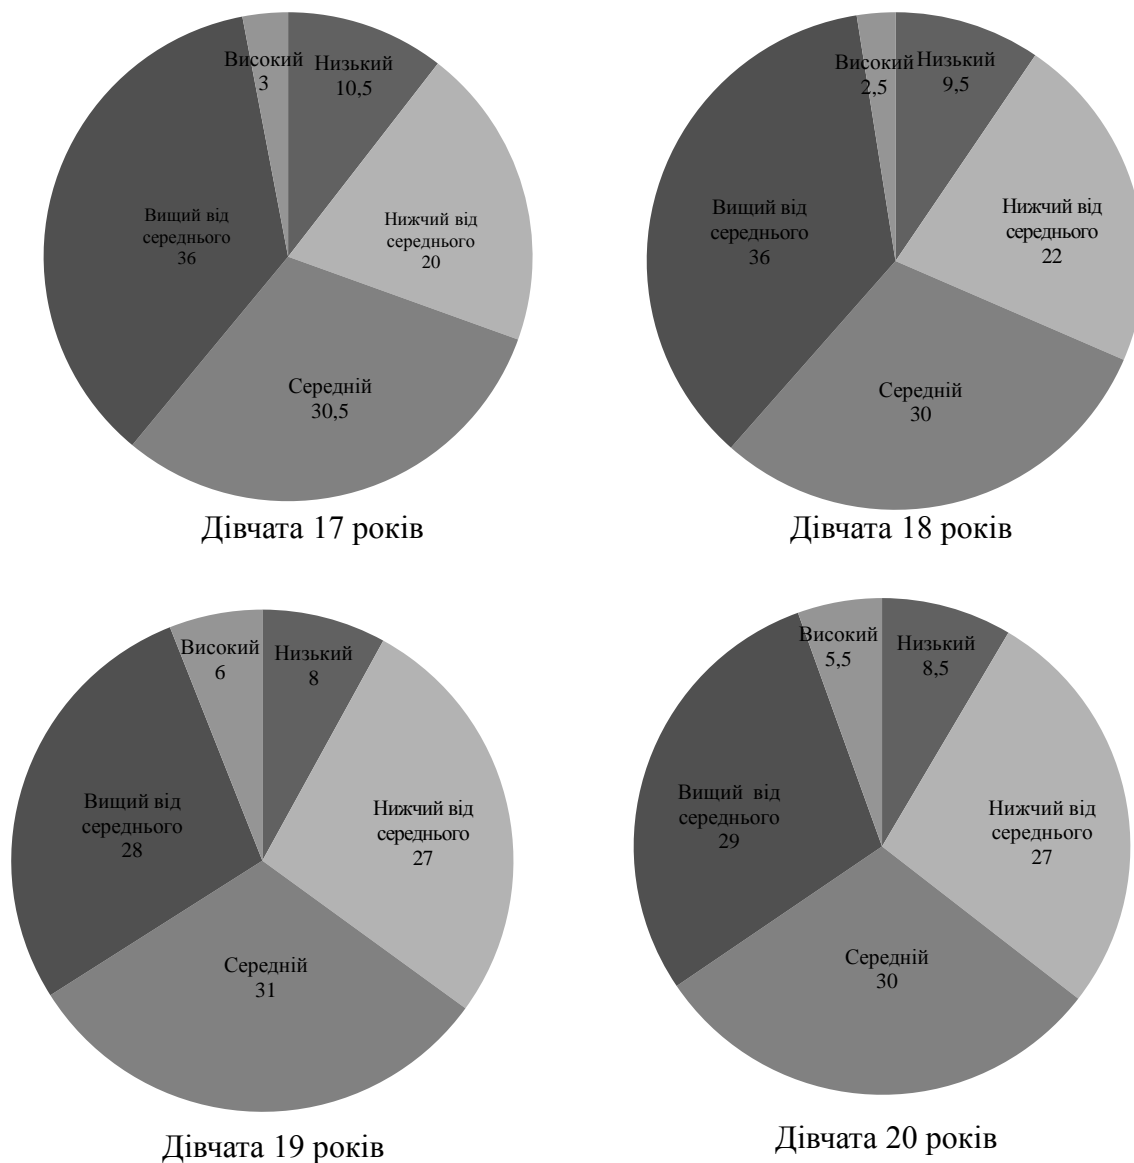 Високий
3
Низький
10,5
Вищий від
середнього
36
Нижчий від
середнього
20
Середній
30,5
Дівчата 17 років
Високий
2,5
Низький
9,5
Вищий від
середнього
36
Нижчий від
середнього
22
Середній
30
Дівчата 18 років
Високий
6
Низький
8
Вищий від
середнього
28
Нижчий від
середнього
27
Середній
31
Дівчата 19 років
Високий
5,5
Низький
8,5
Вищий від
середнього
29
Нижчий від
середнього
27
Середній
30
Дівчата 20 років